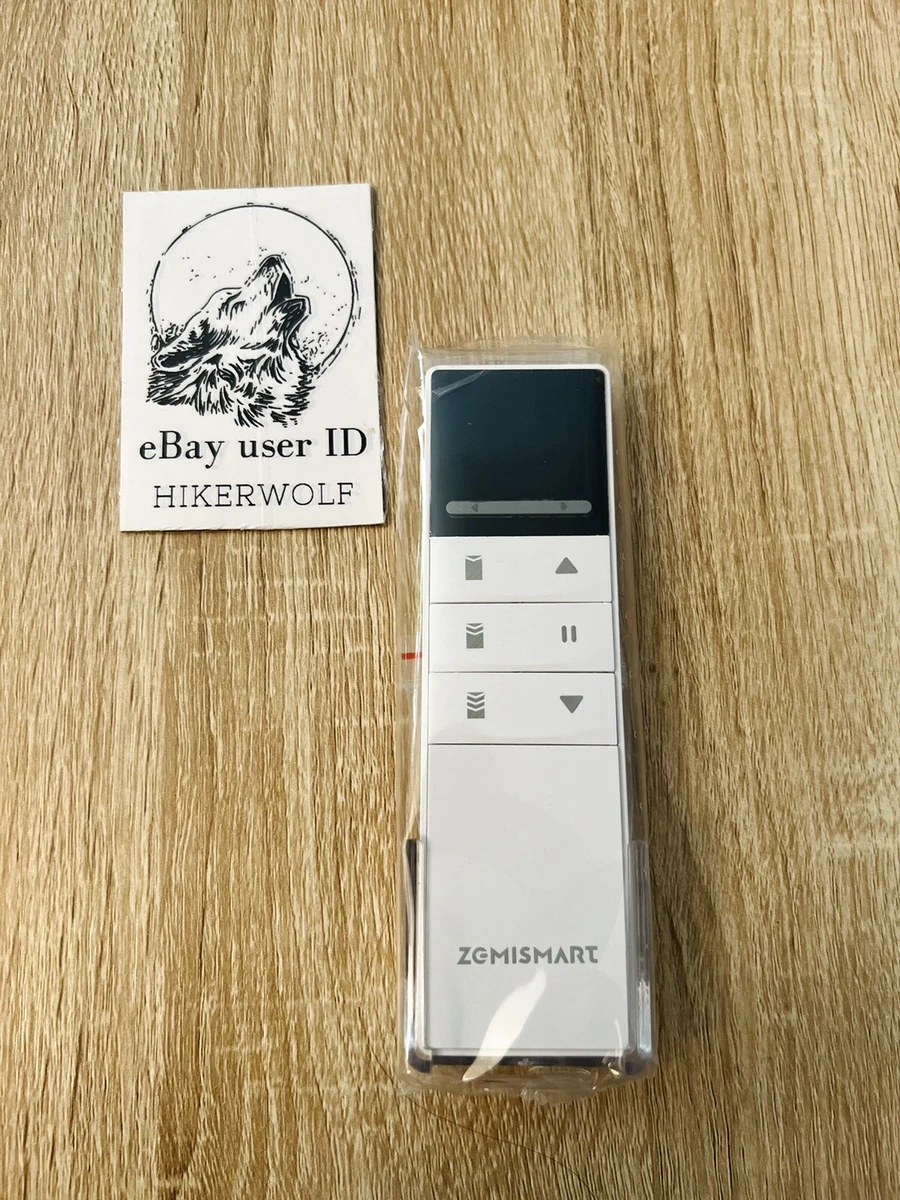 eBay user ID
HIKERWOLF
ZEMISMART